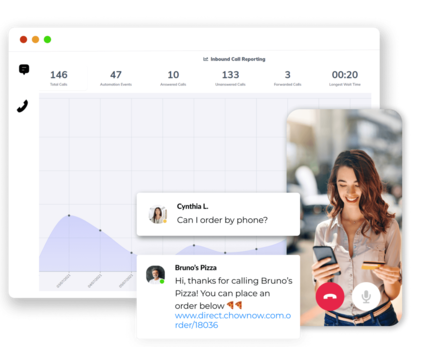 Inbound Call Reporting
146 47 10 133 3 00:20
Total Calls Automation Events Answered Calls Unanswered Calls Forwarded Calls Longest Wait Time
Cynthia L.
Can I order by phone?
Bruno's Pizza
Hi, thanks for calling Bruno's
Pizza! You can place an
order below
www.direct.chownow.com.o
rder/18036